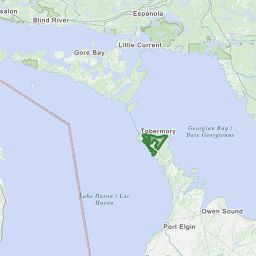 salon
Espanola
Blind River
Little Current
Gore Bay
Tobermory
Georgian Bay /
Baie Georgienne
Lake Huron / Lac
Huron
Owen Sound
Port Elgin